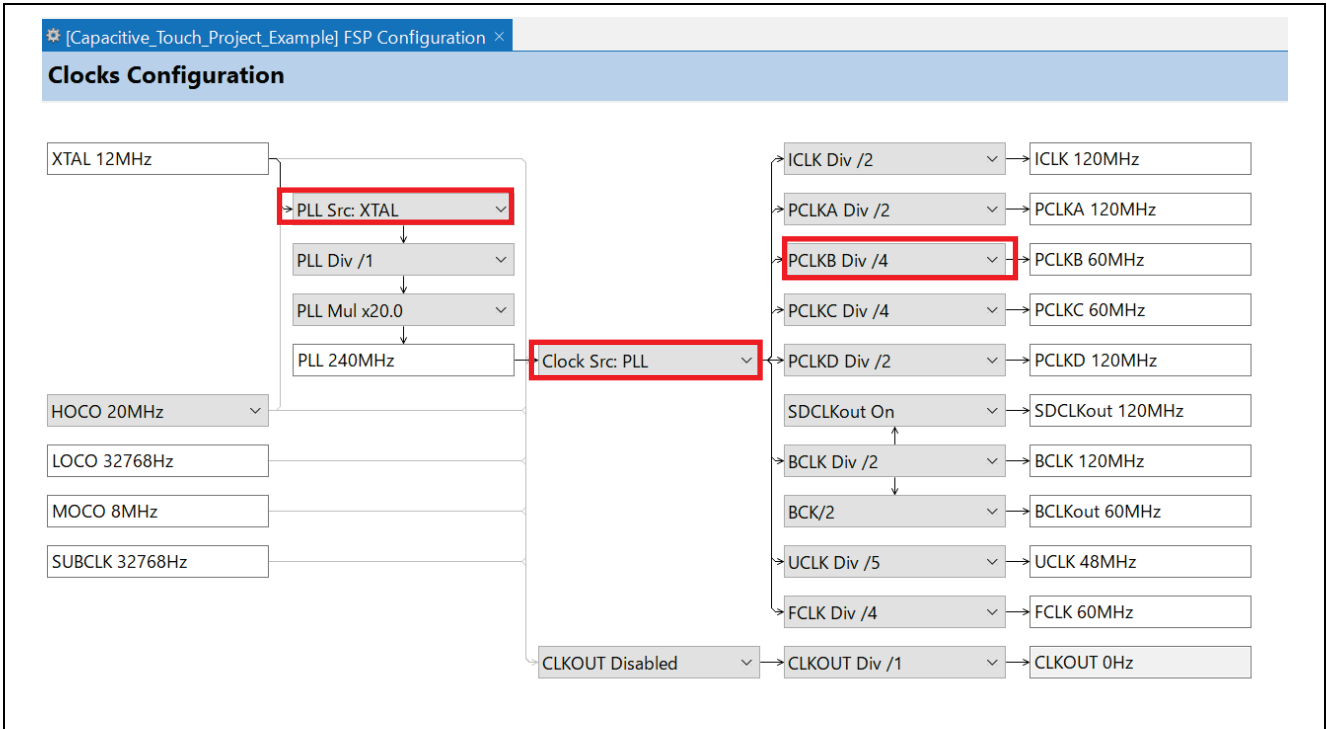 [Capacitive_Touch_Project_Example] FSP Configuration ×
Clocks Configuration
XTAL 12MHz
PLL Src: XTAL
PLL Div /1
PLL Mul x20.0
PLL 240MHz
HOCO 20MHz
LOCO 32768Hz
MOCO 8MHz
SUBCLK 32768Hz
Clock Src: PLL
CLKOUT Disabled
ICLK Div /2
ICLK 120MHz
PCLKA Div /2
PCLKA 120MHz
PCLKB Div /4
PCLKB 60MHz
PCLKC Div /4
PCLKC 60MHz
PCLKD Div /2
PCLKD 120MHz
SDCLKout On
SDCLKout 120MHz
BCLK Div /2
BCLK 120MHz
BCK/2
BCLKout 60MHz
UCLK Div /5
UCLK 48MHz
FCLK Div /4
FCLK 60MHz
CLKOUT Div /1
CLKOUT 0Hz